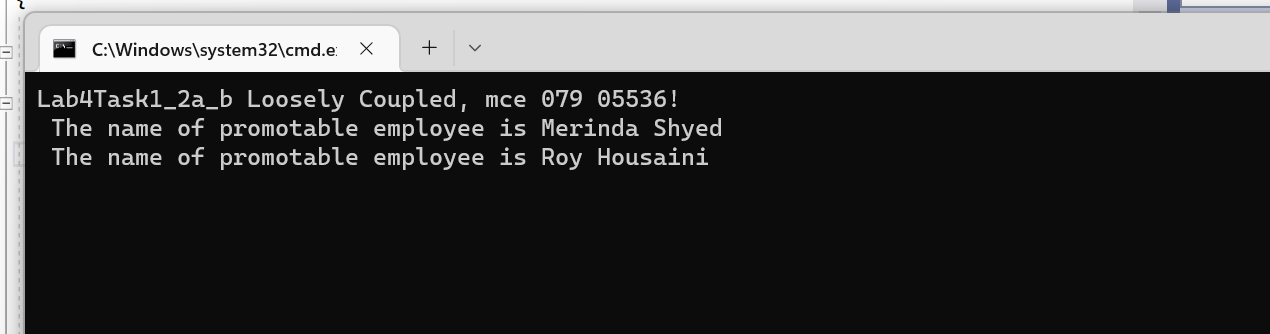 {
C:\Windows\system32\cmd.e
Lab4Task1_2a_b Loosely Coupled, mce 079 05536!
The name of promotable employee is Merinda Shyed
The name of promotable employee is Roy Housaini